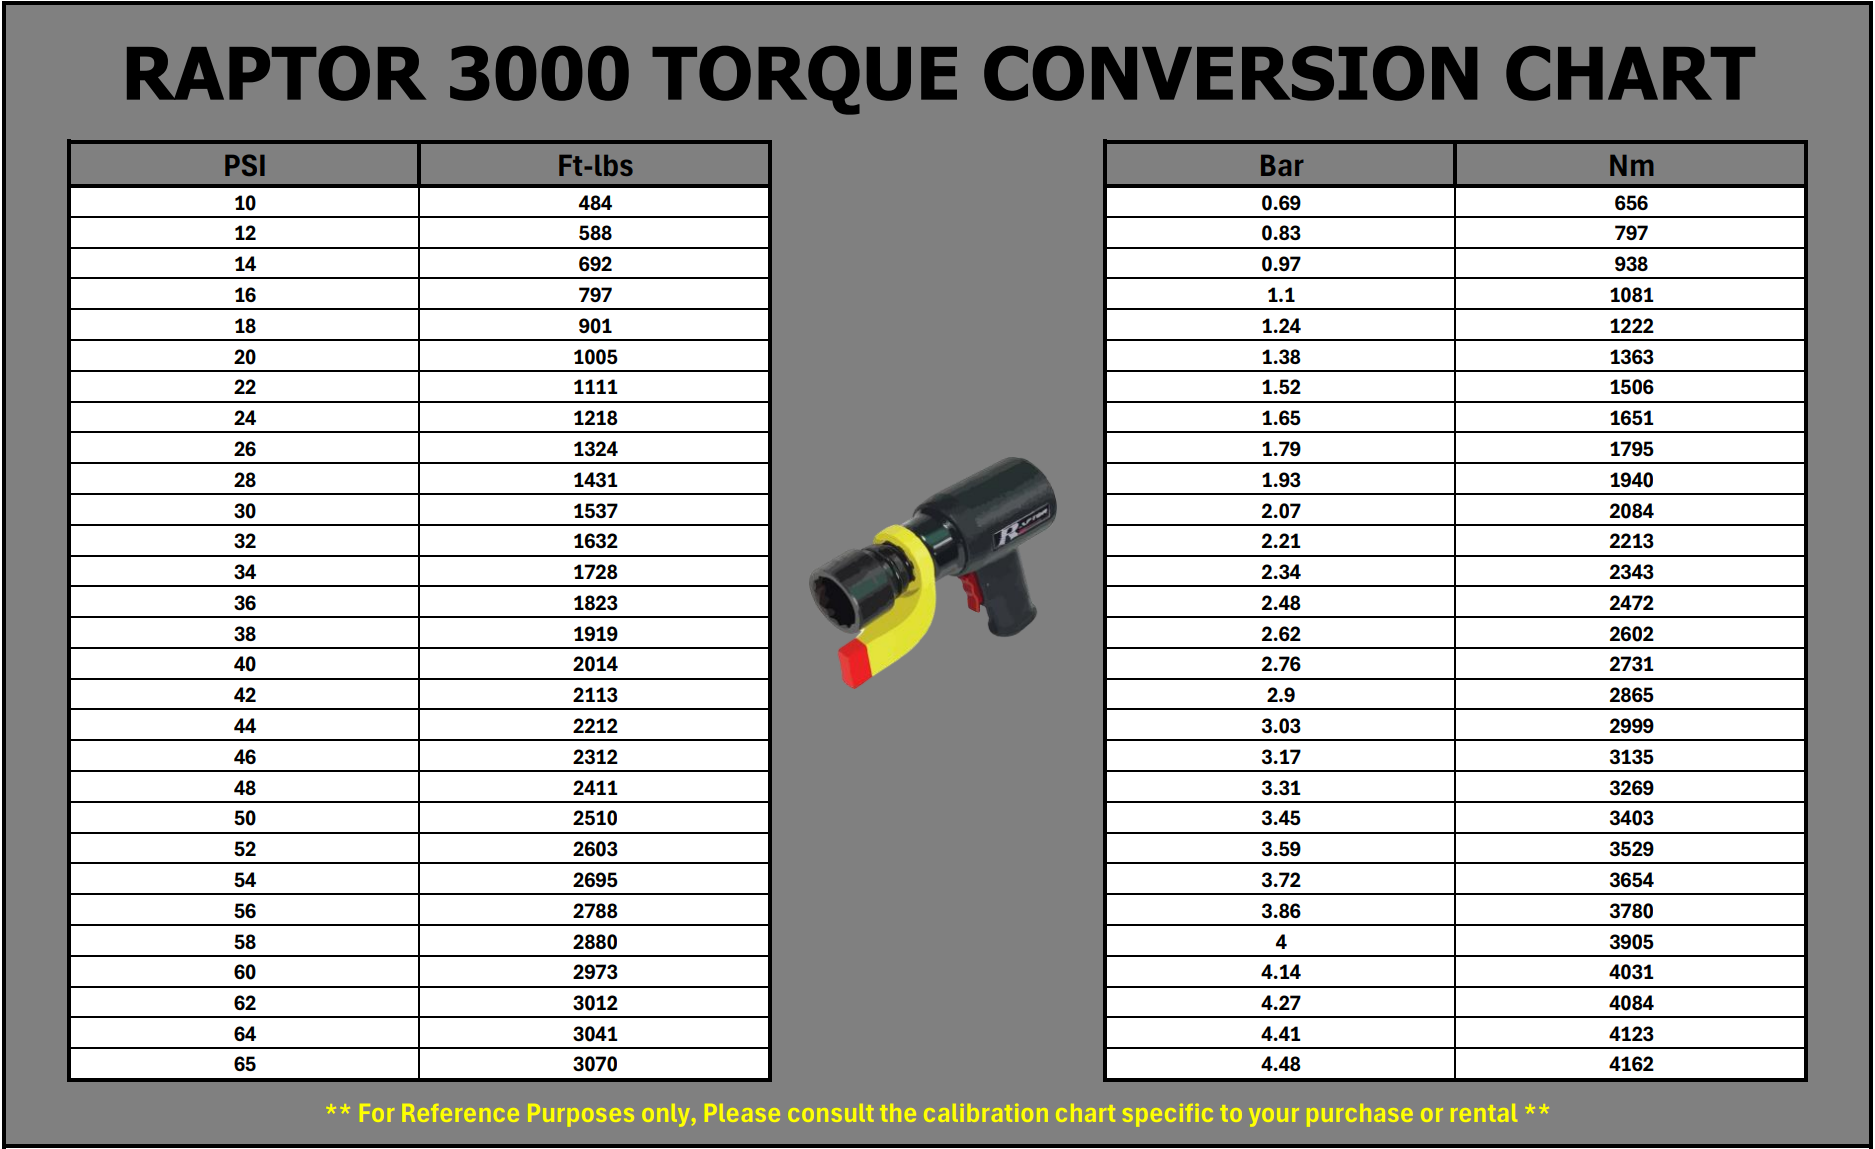 RAPTOR 3000 TORQUE CONVERSION CHART
PSI Ft-lbs Bar Nm
10 484 0.69 656
12 588 0.83 797
14 692 0.97 938
16 797 1.1 1081
18 901 1.24 1222
20 1005 1.38 1363
22 1111 1.52 1506
24 1218 1.65 1651
26 1324 1.79 1795
28 1431 1.93 1940
30 1537 2.07 2084
32 1632 2.21 2213
34 1728 2.34 2343
36 1823 2.48 2472
38 1919 2.62 2602
40 2014 2.76 2731
42 2113 2.9 2865
44 2212 3.03 2999
46 2312 3.17 3135
48 2411 3.31 3269
50 2510 3.45 3403
52 2603 3.59 3529
54 2695 3.72 3654
56 2788 3.86 3780
58 2880 4 3905
60 2973 4.14 4031
62 3012 4.27 4084
64 3041 4.41 4123
65 3070 4.48 4162
RAPTOR
** For Reference Purposes only, Please consult the calibration chart specific to your purchase or rental **